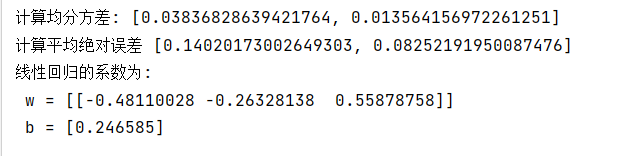 计算均分方差: [0.03836828639421764, 0.013564156972261251]
计算平均绝对误差 [0.14020173002649303, 0.08252191950087476]
线性回归的系数为:
w = [[-0.48110028 -0.26328138  0.55878758]]
b = [0.246585]